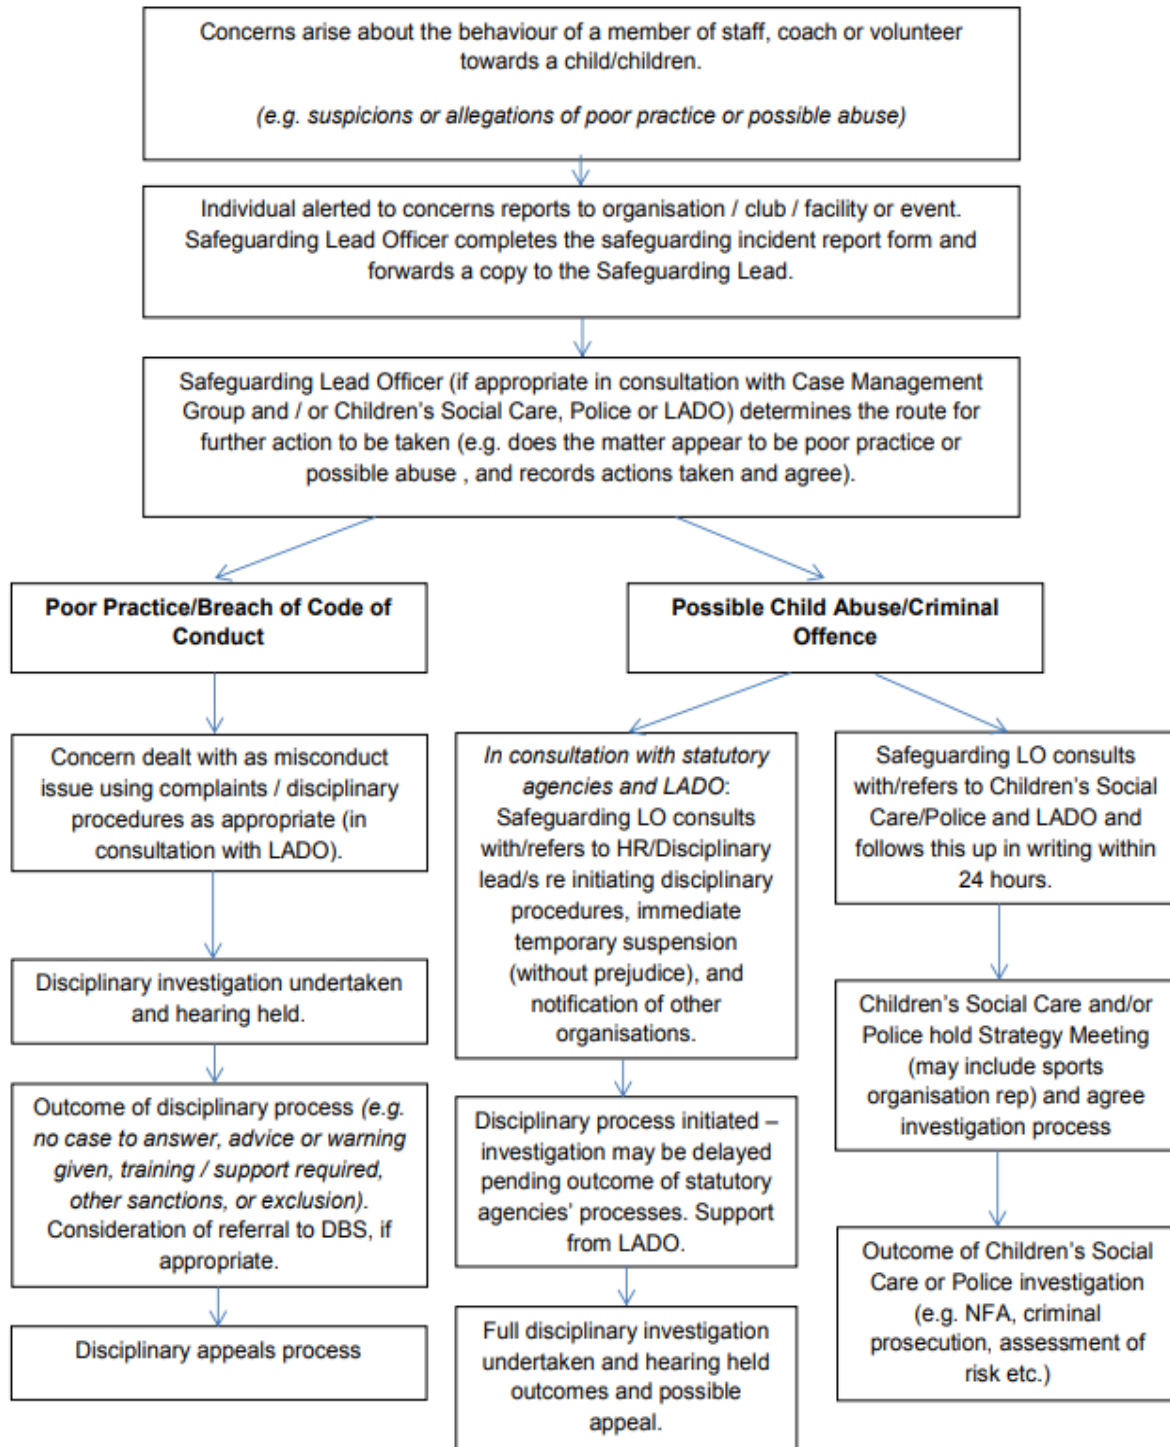 Concerns arise about the behaviour of a member of staff, coach or volunteer
towards a child/children.
(e.g. suspicions or allegations of poor practice or possible abuse)
Individual alerted to concerns reports to organisation / club / facility or event.
Safeguarding Lead Officer completes the safeguarding incident report form and
forwards a copy to the Safeguarding Lead.
Safeguarding Lead Officer (if appropriate in consultation with Case Management
Group and / or Children's Social Care, Police or LADO) determines the route for
further action to be taken (e.g. does the matter appear to be poor practice or
possible abuse , and records actions taken and agree).
Poor Practice/Breach of Code of
Conduct
Concern dealt with as misconduct
issue using complaints / disciplinary
procedures as appropriate (in
consultation with LADO).
Disciplinary investigation undertaken
and hearing held.
Outcome of disciplinary process (e.g.
no case to answer, advice or warning
given, training / support required,
other sanctions, or exclusion).
Consideration of referral to DBS, if
appropriate.
Disciplinary appeals process
Possible Child Abuse/Criminal
Offence
In consultation with statutory
agencies and LADO:
Safeguarding LO consults
with/refers to HR/Disciplinary
lead/s re initiating disciplinary
procedures, immediate
temporary suspension
(without prejudice), and
notification of other
organisations.
Disciplinary process initiated –
investigation may be delayed
pending outcome of statutory
agencies' processes. Support
from LADO.
Full disciplinary investigation
undertaken and hearing held
outcomes and possible
appeal.
Safeguarding LO consults
with/refers to Children's Social
Care/Police and LADO and
follows this up in writing within
24 hours.
Children's Social Care and/or
Police hold Strategy Meeting
(may include sports
organisation rep) and agree
investigation process
Outcome of Children's Social
Care or Police investigation
(e.g. NFA, criminal
prosecution, assessment of
risk etc.)